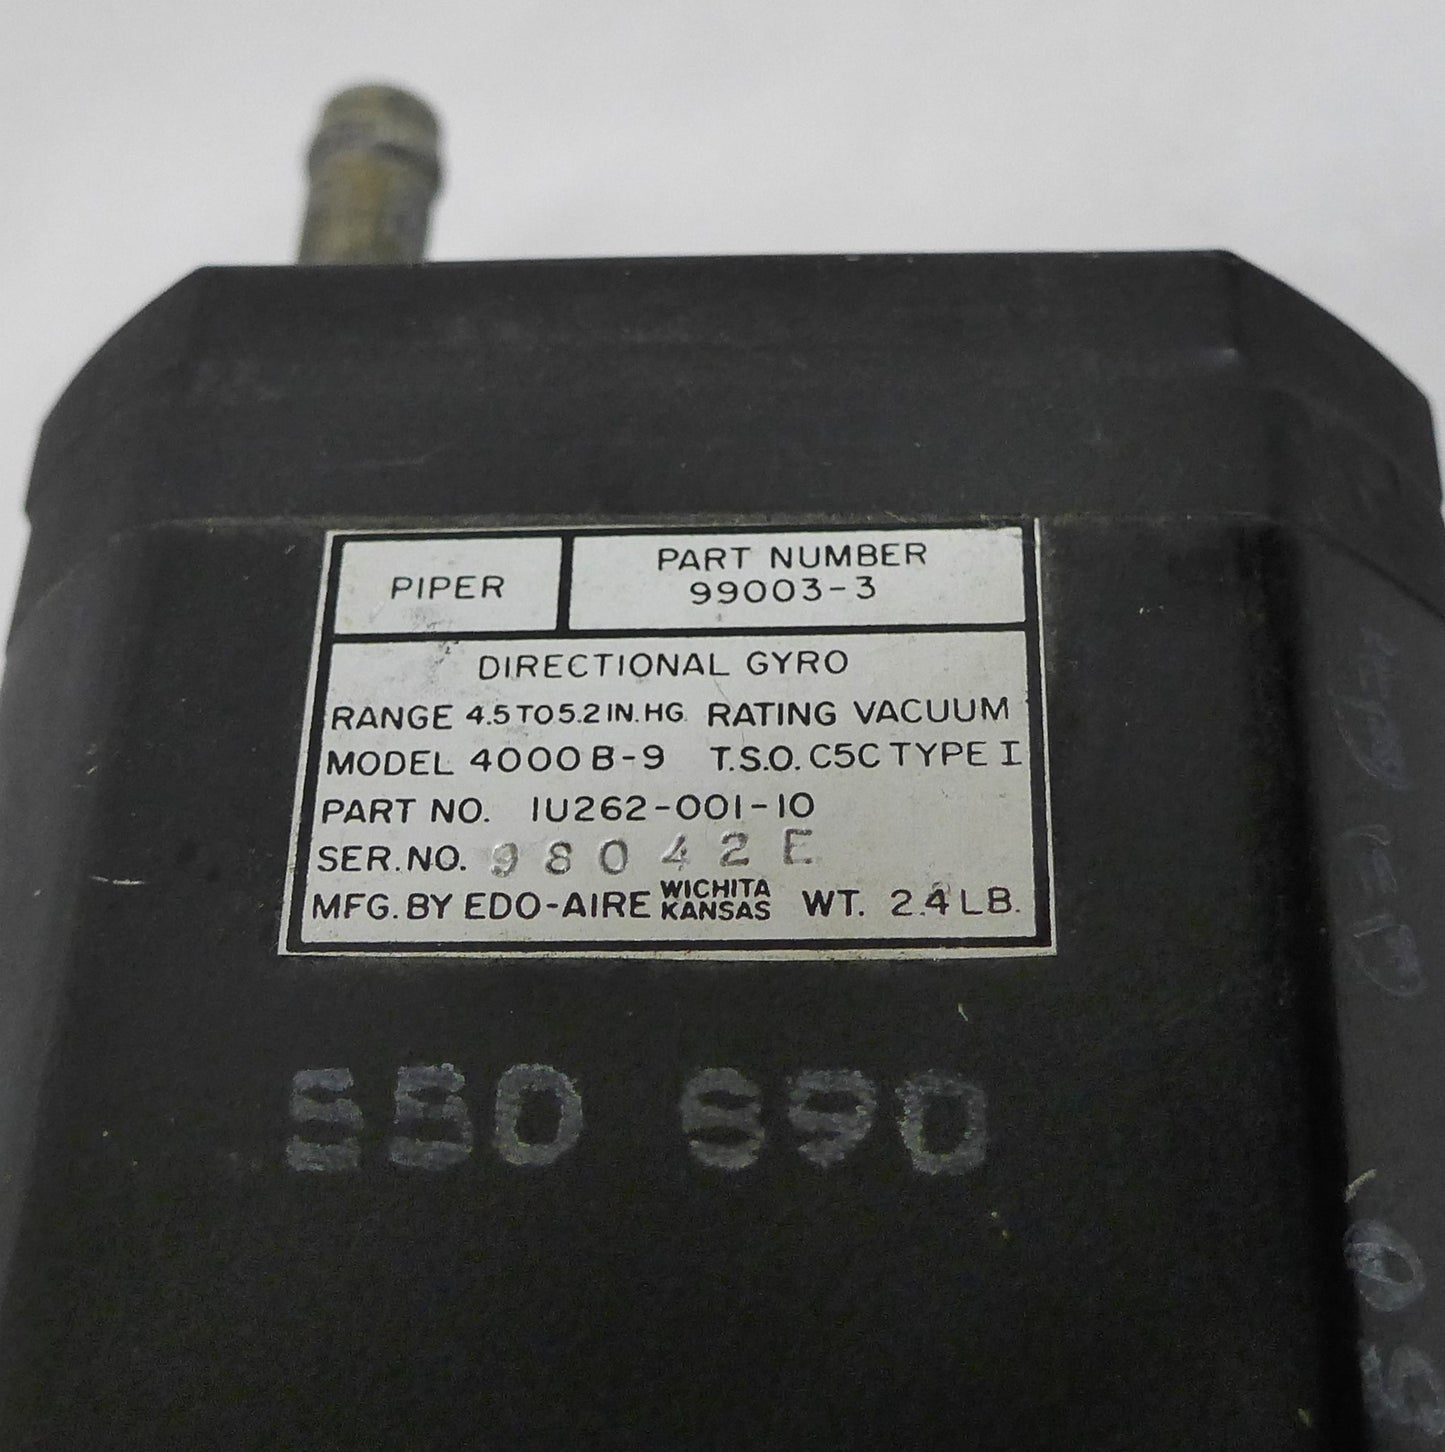 PIPER
PART NUMBER
99003-3
DIRECTIONAL GYRO
RANGE 4.5 TO 5.2 IN. HG. RATING VACUUM
MODEL 4000 B-9 T.S.O. C5C TYPE I
PART NO. 1U262-001-10
SER. NO. 98042E
MFG. BY EDO-AIRE WICHITA KANSAS WT. 2.4 LB.